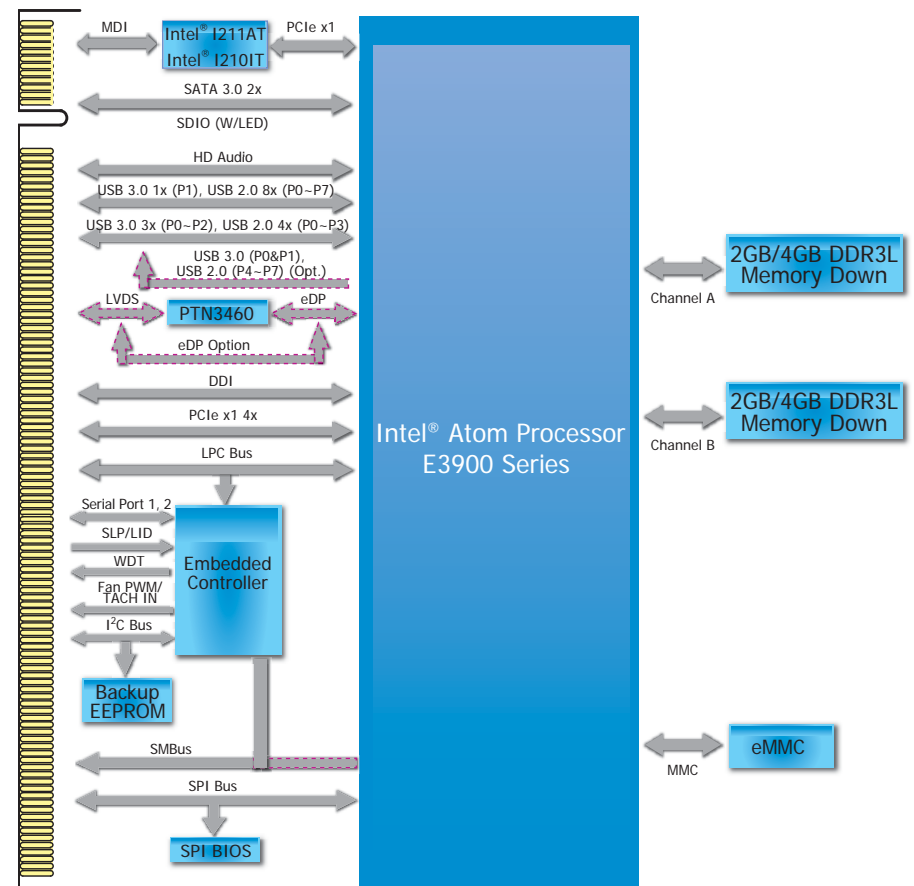 MDI
Intel® I211AT
Intel® I210IT
PCIe x1
SATA 3.0 2x
SDIO (W/LED)
HD Audio
USB 3.0 1x (P1), USB 2.0 8x (P0~P7)
USB 3.0 3x (P0~P2), USB 2.0 4x (P0~P3)
USB 3.0 (P0&P1),
USB 2.0 (P4~P7) (Opt.)
LVDS
PTN3460
eDP
eDP Option
DDI
PCIe x1 4x
LPC Bus
Serial Port 1, 2
SLP/LID
WDT
Fan PWM/
TACH IN
I²C Bus
Embedded
Controller
Backup
EEPROM
SMBus
SPI Bus
SPI BIOS
Intel® Atom Processor
E3900 Series
2GB/4GB DDR3L
Memory Down
Channel A
2GB/4GB DDR3L
Memory Down
Channel B
eMMC
MMC